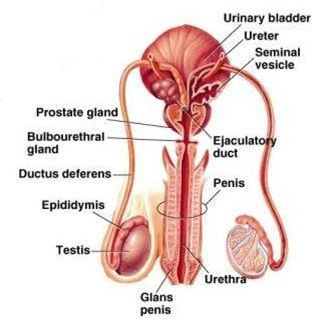 Urinary bladder
Ureter
Seminal
vesicle
Prostate gland
Bulbourethral
gland
Ejaculatory
duct
Ductus deferens
Penis
Epididymis
Testis
Urethra
Glans
penis